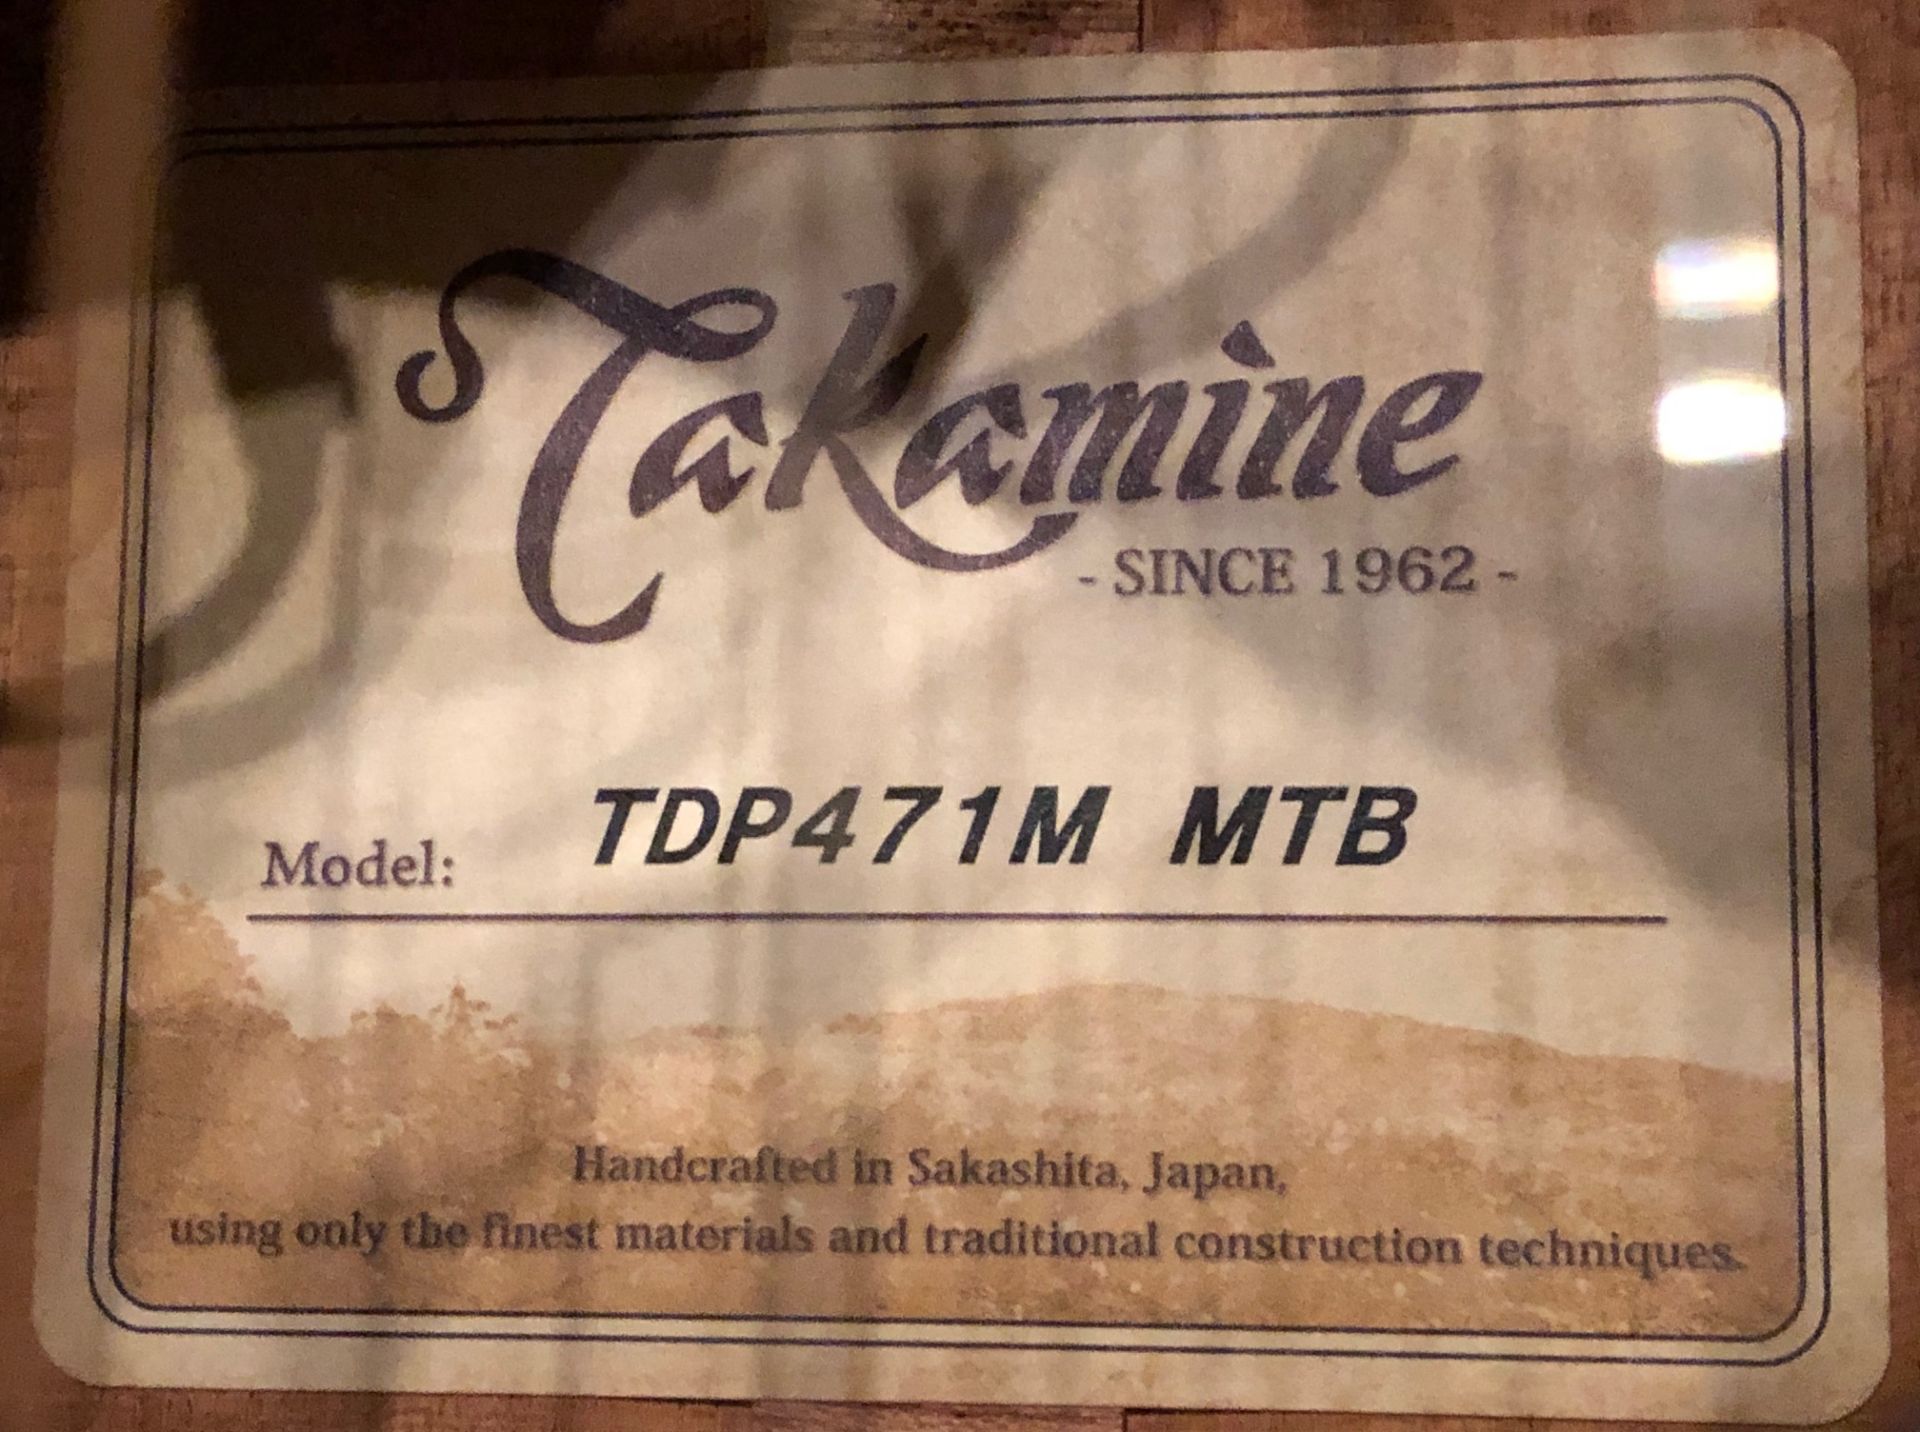 Takamine
- SINCE 1962 -
Model: TDP471M MTB
Handcrafted in Sakashita, Japan,
using only the finest materials and traditional construction techniques.